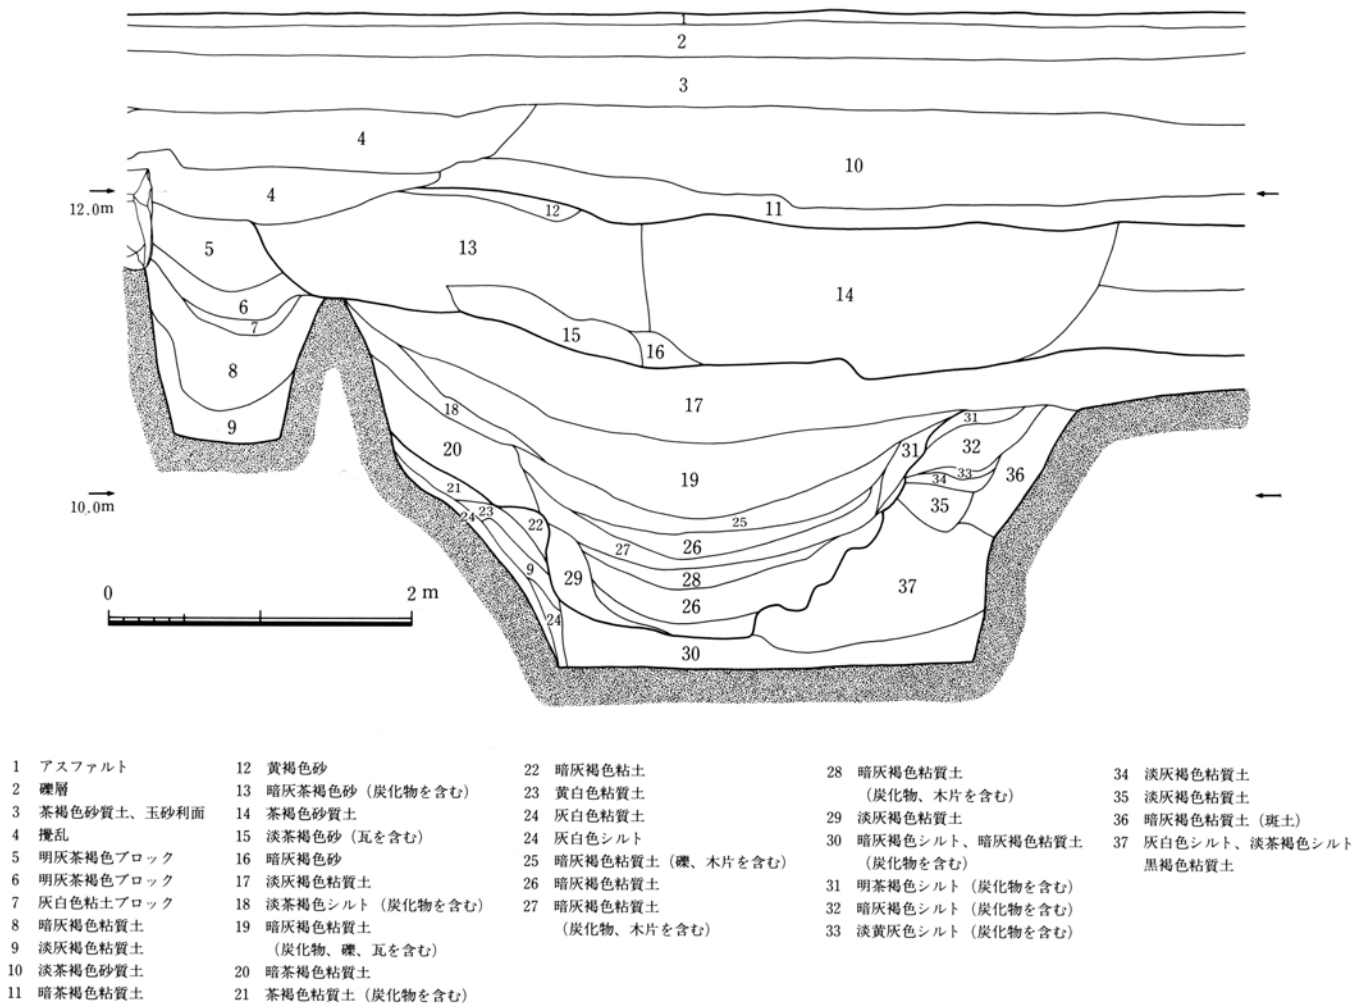 1
2
3
4
10
4
12.0m
11
12
5
13
14
6
7
15
16
8
17
18
9
20
31
31
32
19
33
34
36
21
10.0m
23
24
22
25
35
27
26
9
29
28
37
0
2 m
26
24
30
1 アスファルト
2 礫層
3 茶褐色砂質土、玉砂利面
4 攪乱
5 明灰茶褐色ブロック
6 明灰茶褐色ブロック
7 灰白色粘土ブロック
8 暗灰褐色粘質土
9 淡灰褐色粘質土
10 淡茶褐色砂質土
11 暗茶褐色粘質土
12 黄褐色砂
13 暗灰茶褐色砂（炭化物を含む）
14 茶褐色砂質土
15 淡茶褐色砂（瓦を含む）
16 暗灰褐色砂
17 淡灰褐色粘質土
18 淡茶褐色シルト（炭化物を含む）
19 暗灰褐色粘質土
（炭化物、礫、瓦を含む）
20 暗茶褐色粘質土
21 茶褐色粘質土（炭化物を含む）
22 暗灰褐色粘土
23 黄白色粘質土
24 灰白色粘質土
24 灰白色シルト
25 暗灰褐色粘質土（礫、木片を含む）
26 暗灰褐色粘質土
27 暗灰褐色粘質土
（炭化物、木片を含む）
28 暗灰褐色粘質土
（炭化物、木片を含む）
29 淡灰褐色粘質土
30 暗灰褐色シルト、暗灰褐色粘質土
（炭化物を含む）
31 明茶褐色シルト（炭化物を含む）
32 暗灰褐色シルト（炭化物を含む）
33 淡黄灰色シルト（炭化物を含む）
34 淡灰褐色粘質土
35 淡灰褐色粘質土
36 暗灰褐色粘質土（斑土）
37 灰白色シルト、淡茶褐色シルト
黒褐色粘質土